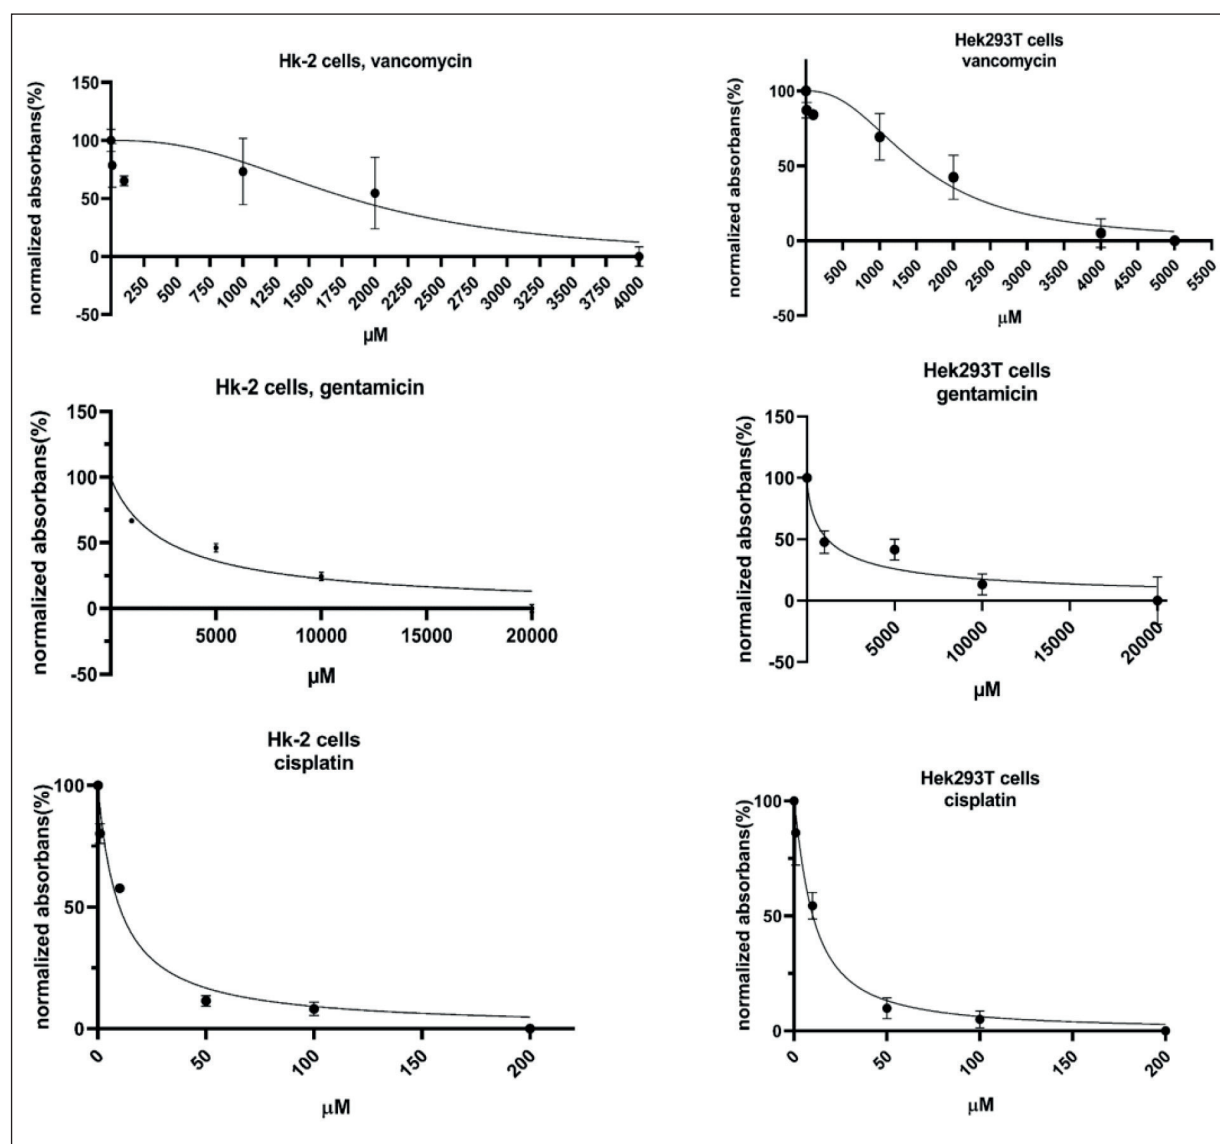 Hk-2 cells, vancomycin
normalized absorbans(%)
150
100
50
0
-50
250 500 750 1000 1250 1500 1750 2000 2250 2500 2750 3000 3250 3500 3750 4000
µM
Hek293T cells
vancomycin
normalized absorbans(%)
100
50
0
-50
500 1000 1500 2000 2500 3000 3500 4000 4500 5000 5500
µM
Hk-2 cells, gentamicin
normalized absorbans(%)
150
100
50
0
-50
5000 10000 15000 20000
µM
Hek293T cells
gentamicin
normalized absorbans(%)
150
100
50
0
-50
5000 10000 15000 20000
µM
Hk-2 cells
cisplatin
normalized absorbans(%)
100
50
0
0 50 100 150 200
µM
Hek293T cells
cisplatin
normalized absorbans(%)
100
50
0
0 50 100 150 200
µM